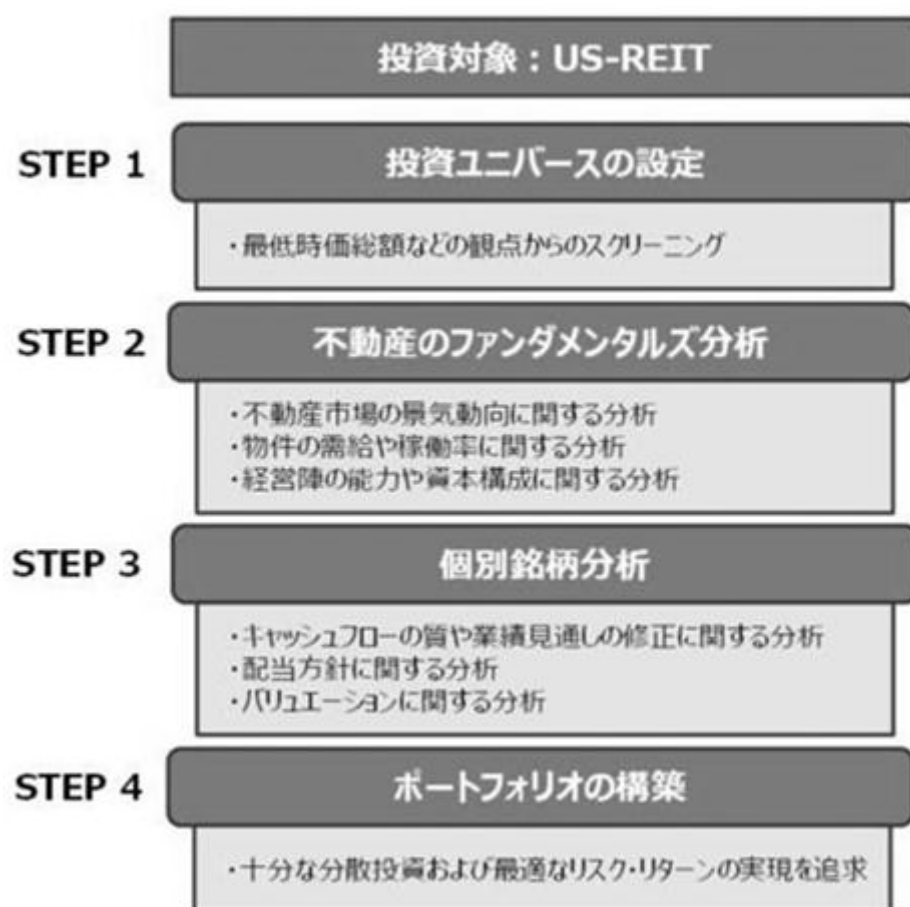 投資対象：US-REIT
STEP 1
投資ユニバースの設定
・最低時価総額などの観点からのスクリーニング
STEP 2
不動産のファンダメンタルズ分析
・不動産市場の景気動向に関する分析
・物件の需給や稼働率に関する分析
・経営陣の能力や資本構成に関する分析
STEP 3
個別銘柄分析
・キャッシュフローの質や業績見通しの修正に関する分析
・配当方針に関する分析
・バリュエーションに関する分析
STEP 4
ポートフォリオの構築
・十分な分散投資および最適なリスク・リターンの実現を追求